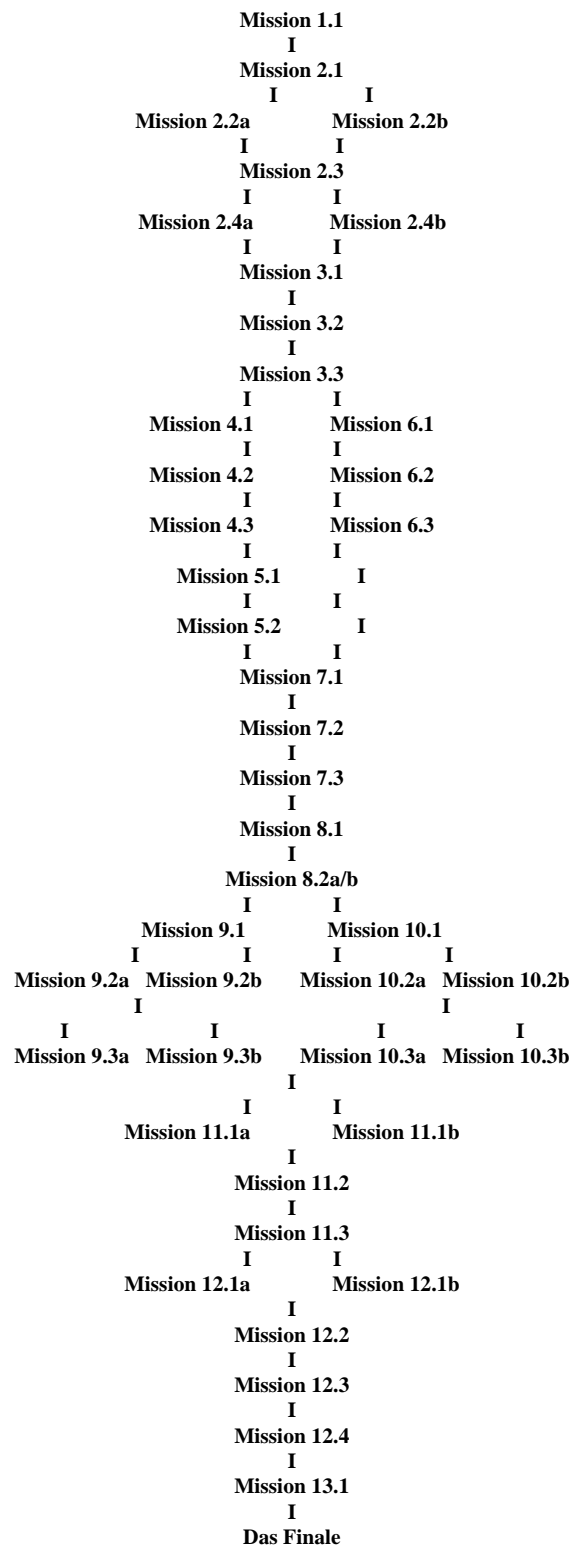 Mission 1.1
I
Mission 2.1
I I
Mission 2.2a Mission 2.2b
I I
Mission 2.3
I I
Mission 2.4a Mission 2.4b
I I
Mission 3.1
I
Mission 3.2
I
Mission 3.3
I I
Mission 4.1 Mission 6.1
I I
Mission 4.2 Mission 6.2
I I
Mission 4.3 Mission 6.3
I I
Mission 5.1 I
I I
Mission 5.2 I
I I
Mission 7.1
I
Mission 7.2
I
Mission 7.3
I
Mission 8.1
I
Mission 8.2a/b
I I
Mission 9.1 Mission 10.1
I I I I
Mission 9.2a Mission 9.2b Mission 10.2a Mission 10.2b
I I
I I I I
Mission 9.3a Mission 9.3b Mission 10.3a Mission 10.3b
I
I I
Mission 11.1a Mission 11.1b
I
Mission 11.2
I
Mission 11.3
I I
Mission 12.1a Mission 12.1b
I
Mission 12.2
I
Mission 12.3
I
Mission 12.4
I
Mission 13.1
I
Das Finale